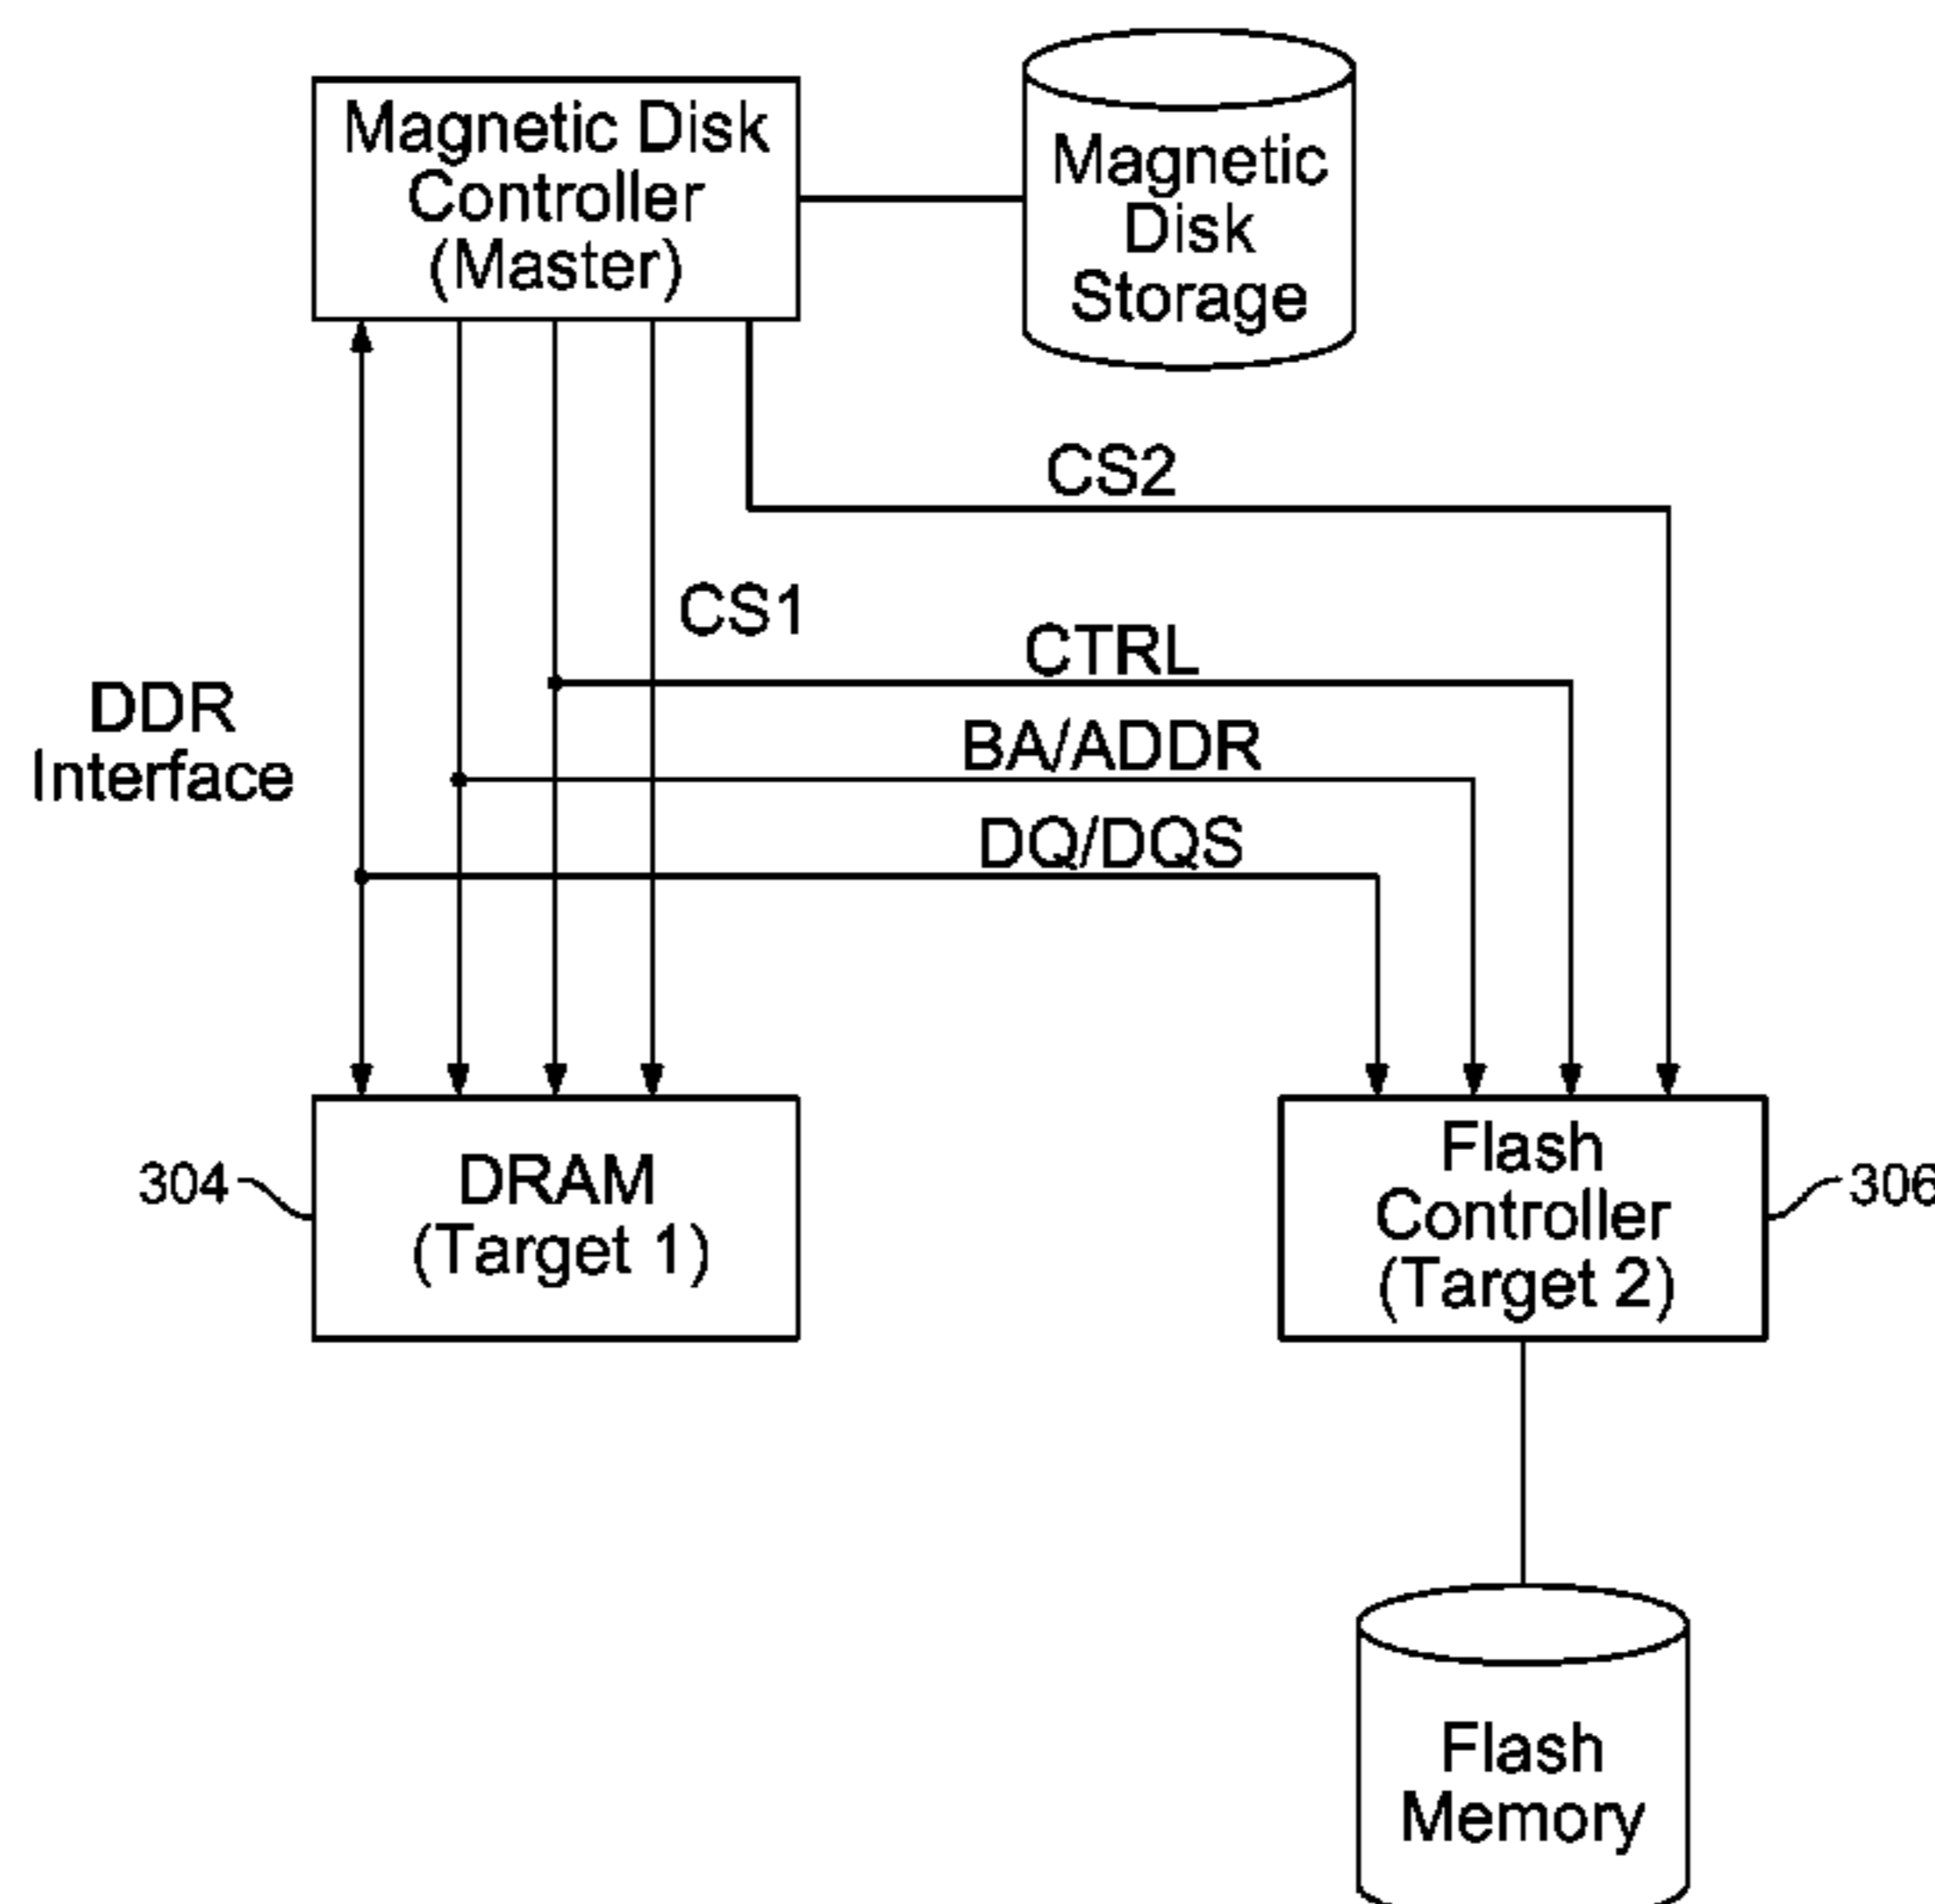 Magnetic Disk
Controller
(Master)
Magnetic
Disk
Storage
CS2
CS1
CTRL
DDR
Interface
BA/ADDR
DQ/DQS
304
DRAM
(Target 1)
Flash
Controller
(Target 2)
306
Flash
Memory